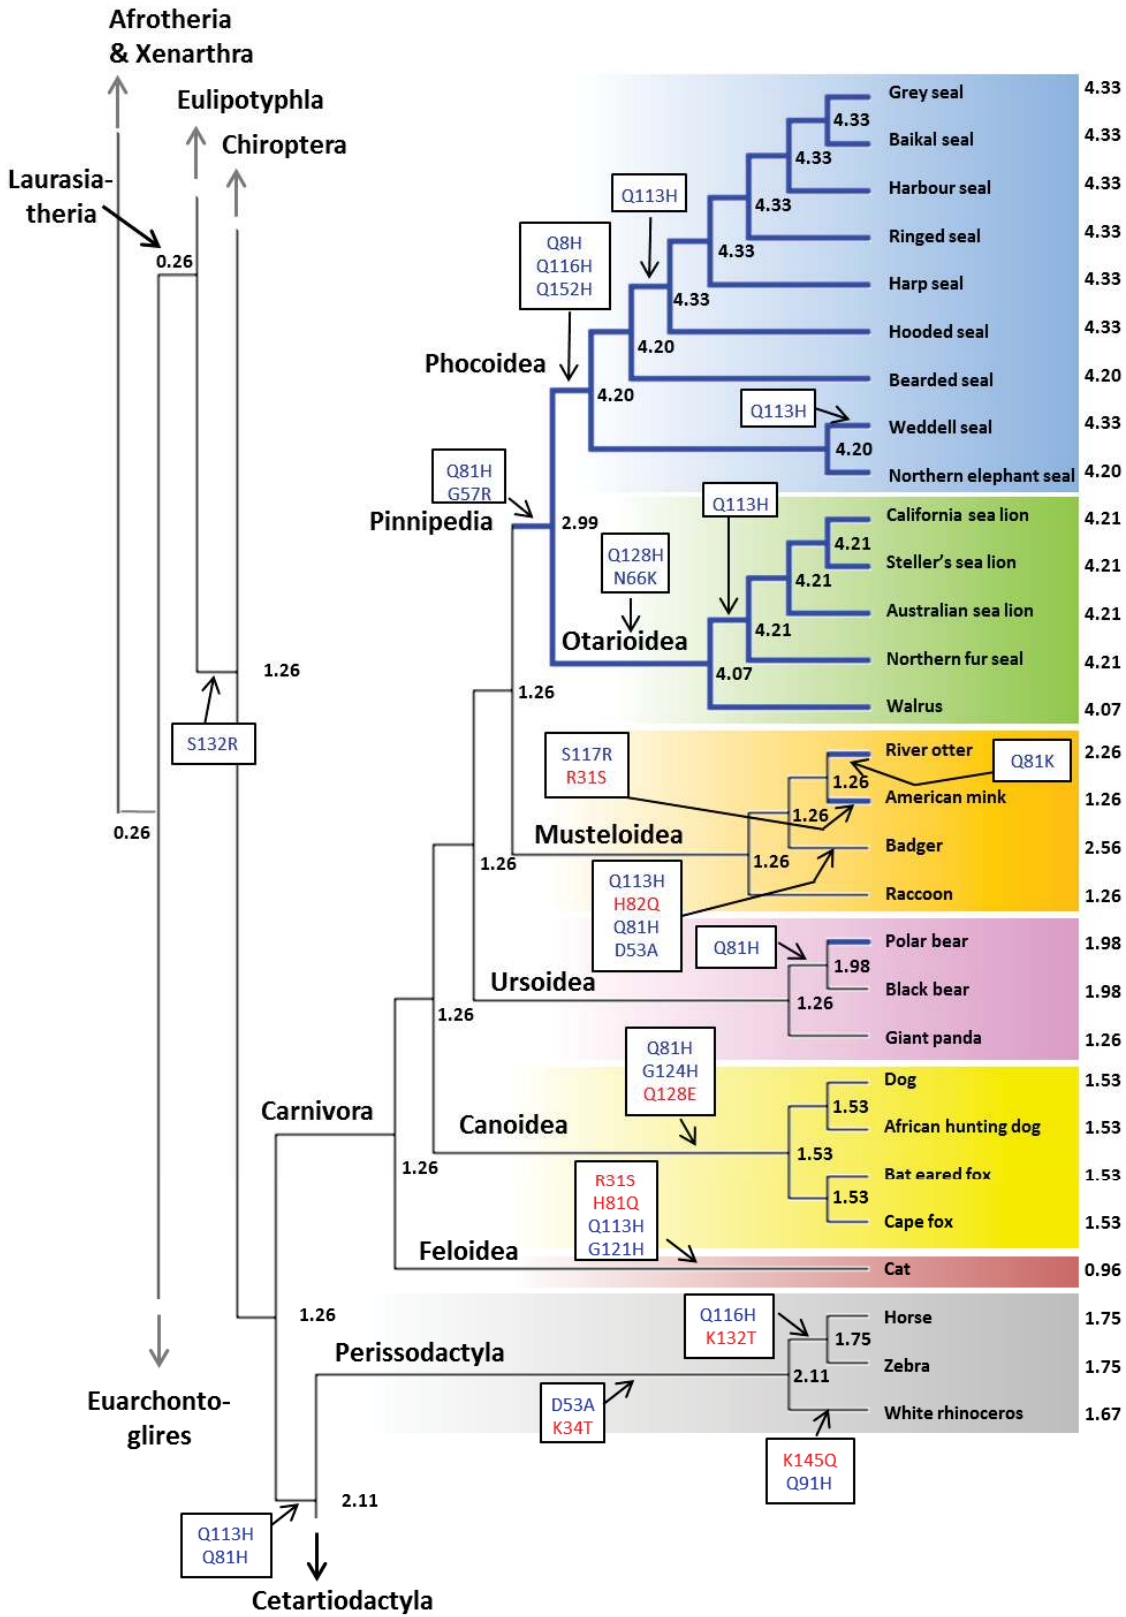 Afrotheria
& Xenarthra
Eulipotyphla
Chiroptera
Laurasia-
theria
0.26
0.26
1.26
S132R
Euarchonto-
glires
Grey seal 4.33
4.33
Baikal seal 4.33
4.33
Harbour seal 4.33
4.33
Ringed seal 4.33
4.33
Harp seal 4.33
4.33
Hooded seal 4.33
4.20
Bearded seal 4.20
4.20
Weddell seal 4.33
4.20
Northern elephant seal 4.20
Q113H
Q8H
Q116H
Q152H
Phocoidea
Q113H
Q81H
G57R
Pinnipedia
2.99
Q113H
Q128H
N66K
Otarioidea
California sea lion 4.21
4.21
Steller's sea lion 4.21
4.21
Australian sea lion 4.21
4.21
Northern fur seal 4.21
4.07
Walrus 4.07
1.26
S117R
R31S
River otter 2.26
Q81K
1.26
American mink 1.26
1.26
Musteloidea
Badger 2.56
1.26
Raccoon 1.26
1.26
Q113H
H82Q
Q81H
D53A
Q81H
Polar bear 1.98
1.98
Ursoidea
Black bear 1.98
1.26
Giant panda 1.26
1.26
Q81H
G124H
Q128E
Dog 1.53
1.53
Carnivora
Canoidea
African hunting dog 1.53
1.53
1.26
Bat eared fox 1.53
1.53
Cape fox 1.53
R31S
H81Q
Q113H
G121H
Feloidea
Cat 0.96
1.26
Q116H
K132T
Horse 1.75
1.75
Perissodactyla
Zebra 1.75
2.11
D53A
K34T
White rhinoceros 1.67
K145Q
Q91H
2.11
Q113H
Q81H
Cetartiodactyla